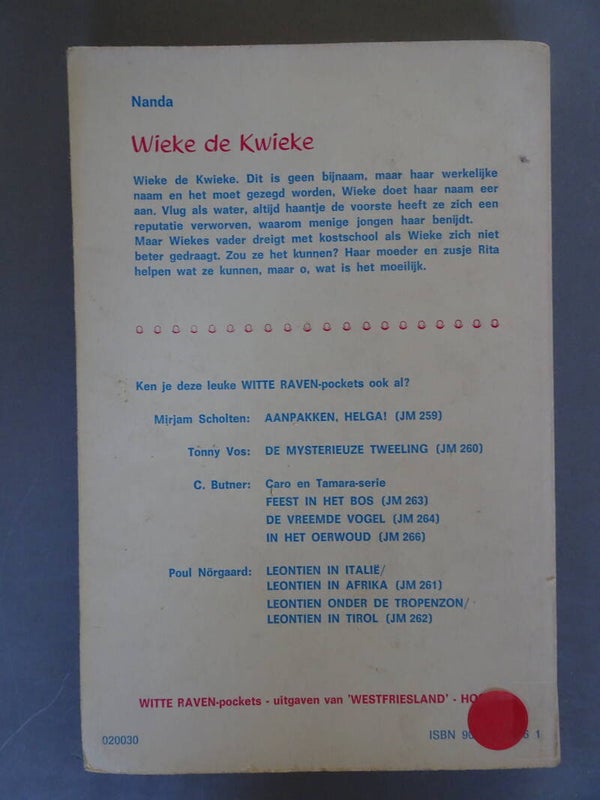 Nanda
Wieke de Kwieke
Wieke de Kwieke. Dit is geen bijnaam, maar haar werkelijke
naam en het moet gezegd worden, Wieke doet haar naam eer
aan. Vlug als water, altijd haantje de voorste heeft ze zich een
reputatie verworven, waarom menige jongen haar benijdt.
Maar Wiekes vader dreigt met kostschool als Wieke zich niet
beter gedraagt. Zou ze het kunnen? Haar moeder en zusje Rita
helpen wat ze kunnen, maar o, wat is het moeilijk.
Ken je deze leuke WITTE RAVEN-pockets ook al?
Mirjam Scholten: AANPAKKEN, HELGA! (JM 259)
Tonny Vos: DE MYSTERIEUZE TWEELING (JM 260)
C. Butner: Caro en Tamara-serie
FEEST IN HET BOS (JM 263)
DE VREEMDE VOGEL (JM 264)
IN HET OERWOUD (JM 266)
Poul Nörgaard: LEONTIEN IN ITALIË/
LEONTIEN IN AFRIKA (JM 261)
LEONTIEN ONDER DE TROPENZON/
LEONTIEN IN TIROL (JM 262)
WITTE RAVEN-pockets - uitgaven van 'WESTFRIESLAND' -
020030
ISBN 1